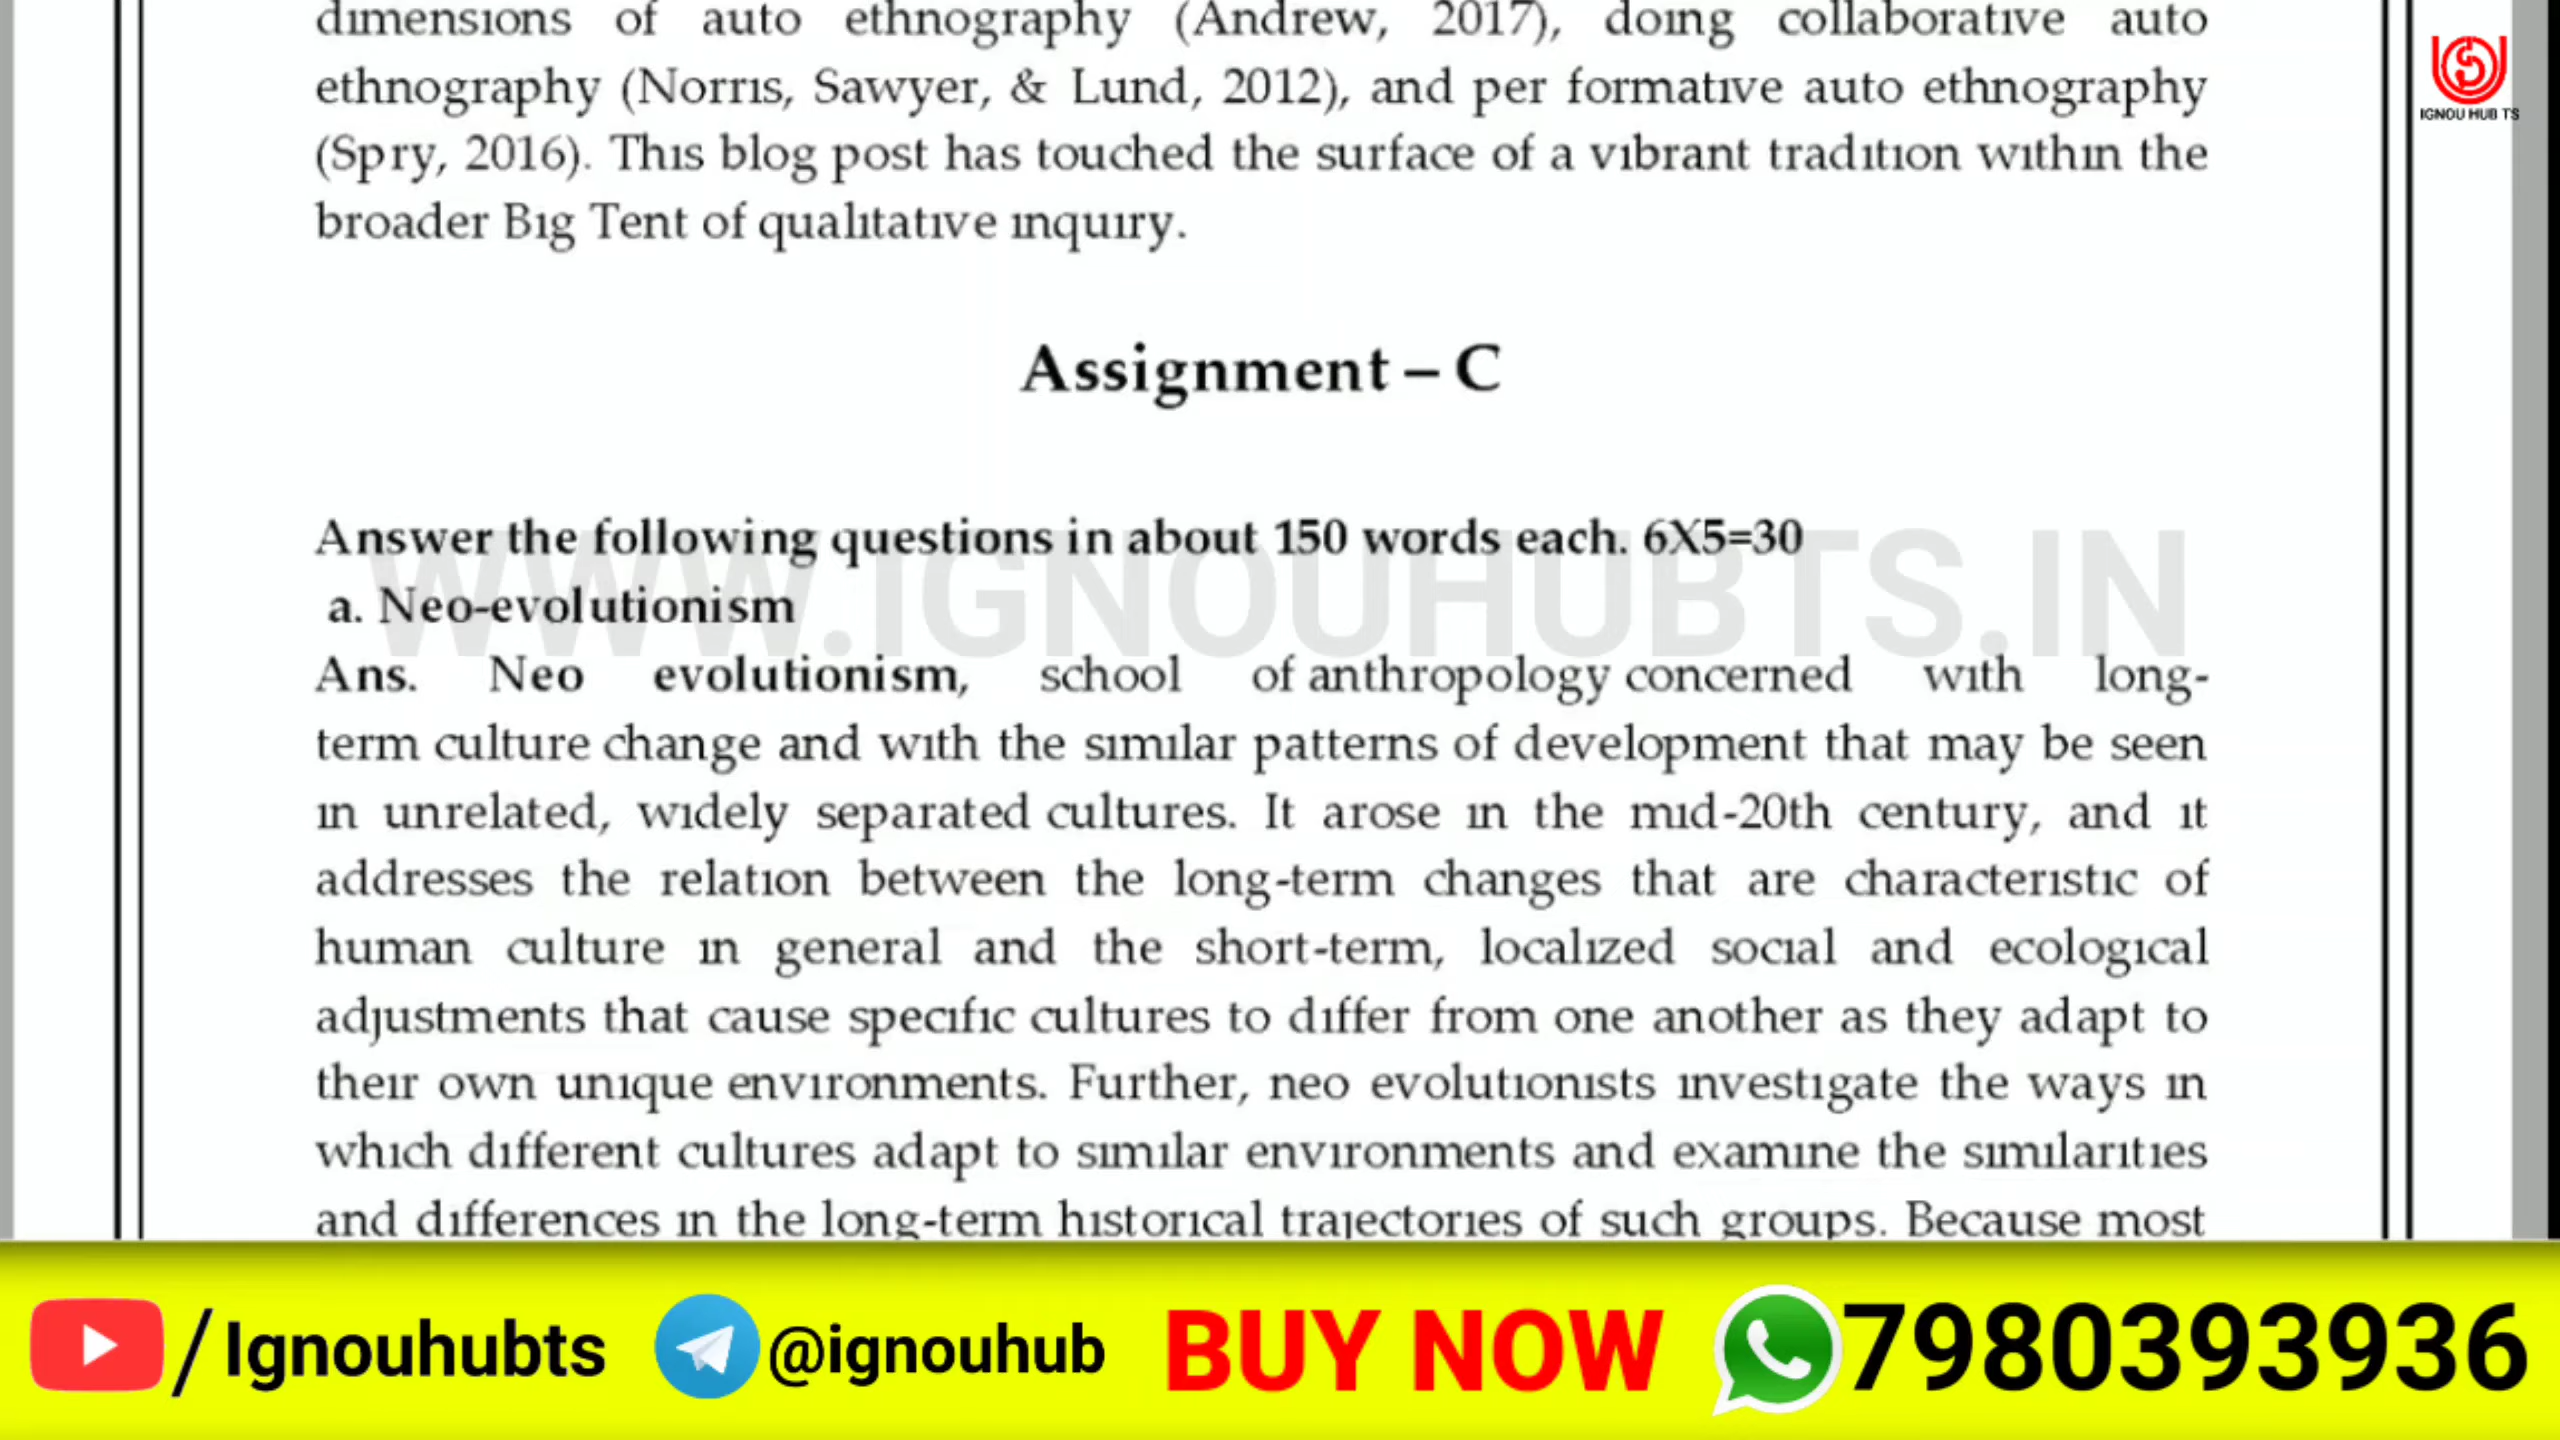 dimensions of auto ethnography (Andrew, 2017), doing collaborative auto
ethnography (Norris, Sawyer, & Lund, 2012), and per formative auto ethnography
(Spry, 2016). This blog post has touched the surface of a vibrant tradition within the
broader Big Tent of qualitative inquiry.
IGNOU HUB TS
Assignment – C
Answer the following questions in about 150 words each. 6X5=30
WWW.IGNOUHUBTS.IN
a. Neo-evolutionism
Ans. Neo evolutionism, school of anthropology concerned with long-
term culture change and with the similar patterns of development that may be seen
in unrelated, widely separated cultures. It arose in the mid-20th century, and it
addresses the relation between the long-term changes that are characteristic of
human culture in general and the short-term, localized social and ecological
adjustments that cause specific cultures to differ from one another as they adapt to
their own unique environments. Further, neo evolutionists investigate the ways in
which different cultures adapt to similar environments and examine the similarities
and differences in the long-term historical trajectories of such groups. Because most
/Ignouhubts @ignouhub BUY NOW 7980393936